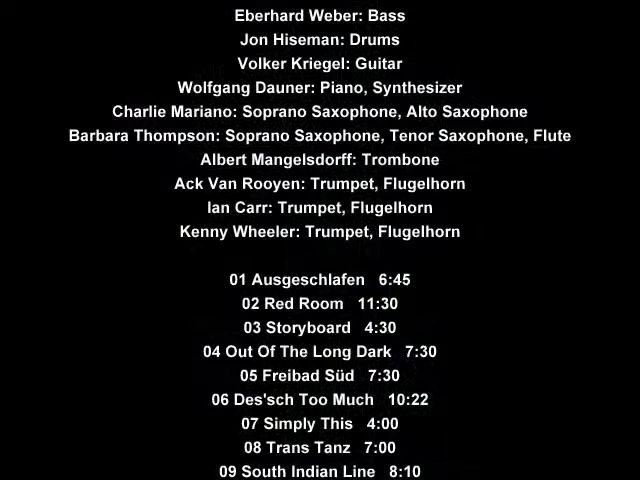 Eberhard Weber: Bass
Jon Hiseman: Drums
Volker Kriegel: Guitar
Wolfgang Dauner: Piano, Synthesizer
Charlie Mariano: Soprano Saxophone, Alto Saxophone
Barbara Thompson: Soprano Saxophone, Tenor Saxophone, Flute
Albert Mangelsdorff: Trombone
Ack Van Rooyen: Trumpet, Flugelhorn
Ian Carr: Trumpet, Flugelhorn
Kenny Wheeler: Trumpet, Flugelhorn
01 Ausgeschlafen 6:45
02 Red Room 11:30
03 Storyboard 4:30
04 Out Of The Long Dark 7:30
05 Freibad Süd 7:30
06 Des'sch Too Much 10:22
07 Simply This 4:00
08 Trans Tanz 7:00
09 South Indian Line 8:10